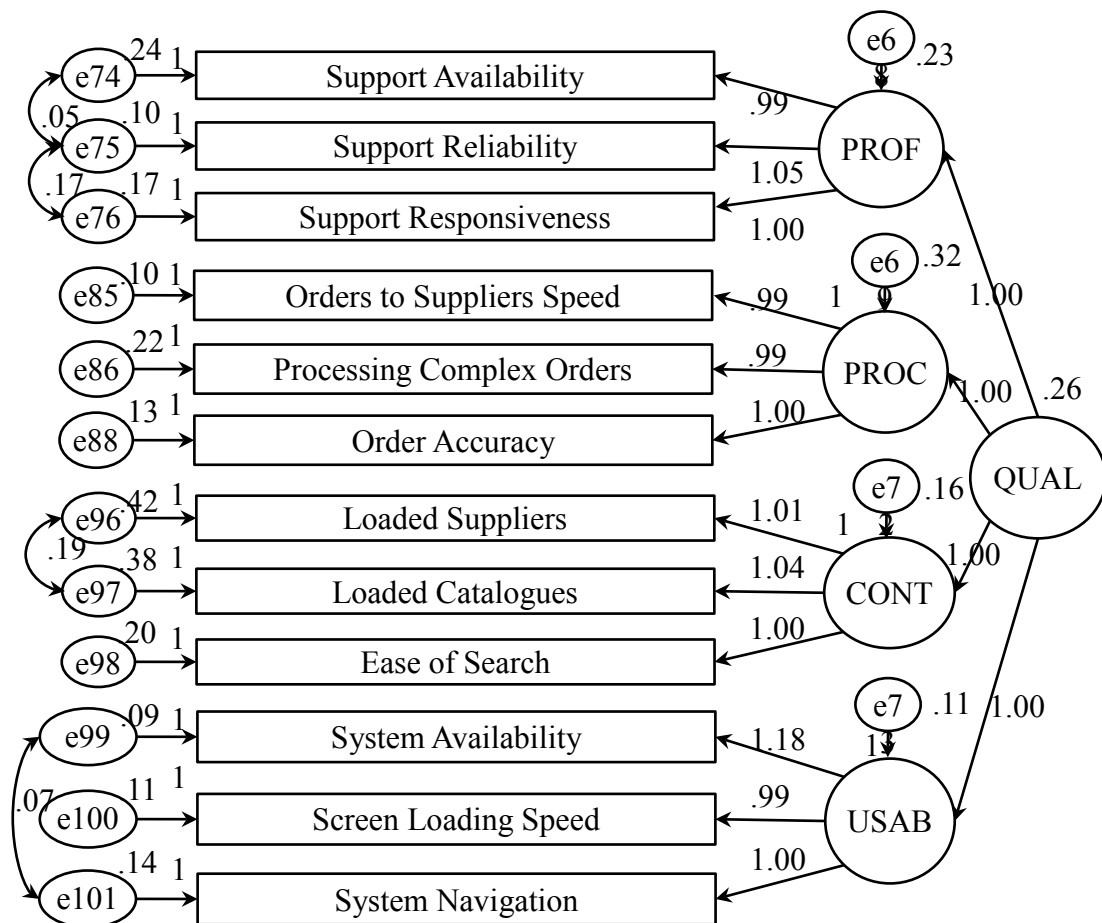 e6
.23
.24
1
e74
Support Availability
.99
.05
.10
1
e75
Support Reliability
PROF
1.05
.17
.17
1
e76
Support Responsiveness
1.00
e6
.32
.10
1
e85
Orders to Suppliers Speed
.99
1
1.00
.22
1
e86
Processing Complex Orders
.99
PROC
1.00
.26
.13
1
e88
Order Accuracy
1.00
QUAL
e7
.16
.42
1
e96
Loaded Suppliers
1.01
1
.19
1.00
.38
1
e97
Loaded Catalogues
1.04
CONT
.20
1
e98
Ease of Search
1.00
e7
.11
1.00
.09
1
e99
System Availability
1.18
.07
.11
1
e100
Screen Loading Speed
.99
USAB
.14
1
e101
System Navigation
1.00